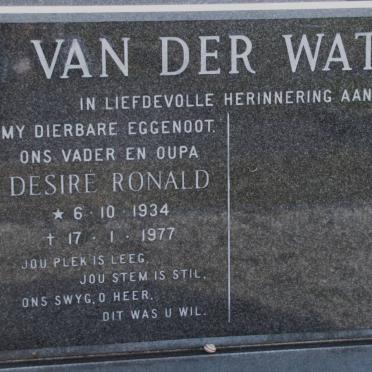 VAN DER WAT
IN LIEFDEVOLLE HERINNERING AAN
MY DIERBARE EGGENOOT.
ONS VADER EN OUPA
DESIRÉ RONALD
★ 6 · 10 · 1934
† 17 · 1 · 1977
JOU PLEK IS LEEG,
JOU STEM IS STIL,
ONS SWYG, O HEER,
DIT WAS U WIL.